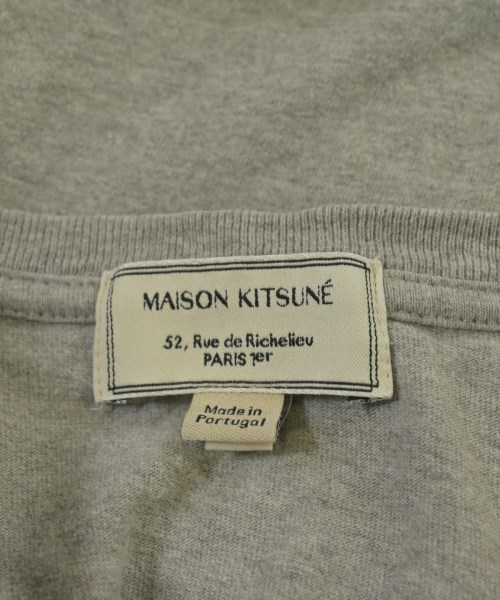 MAISON KITSUNÉ
52, Rue de Richelieu
PARIS 1er
Made in
Portugal